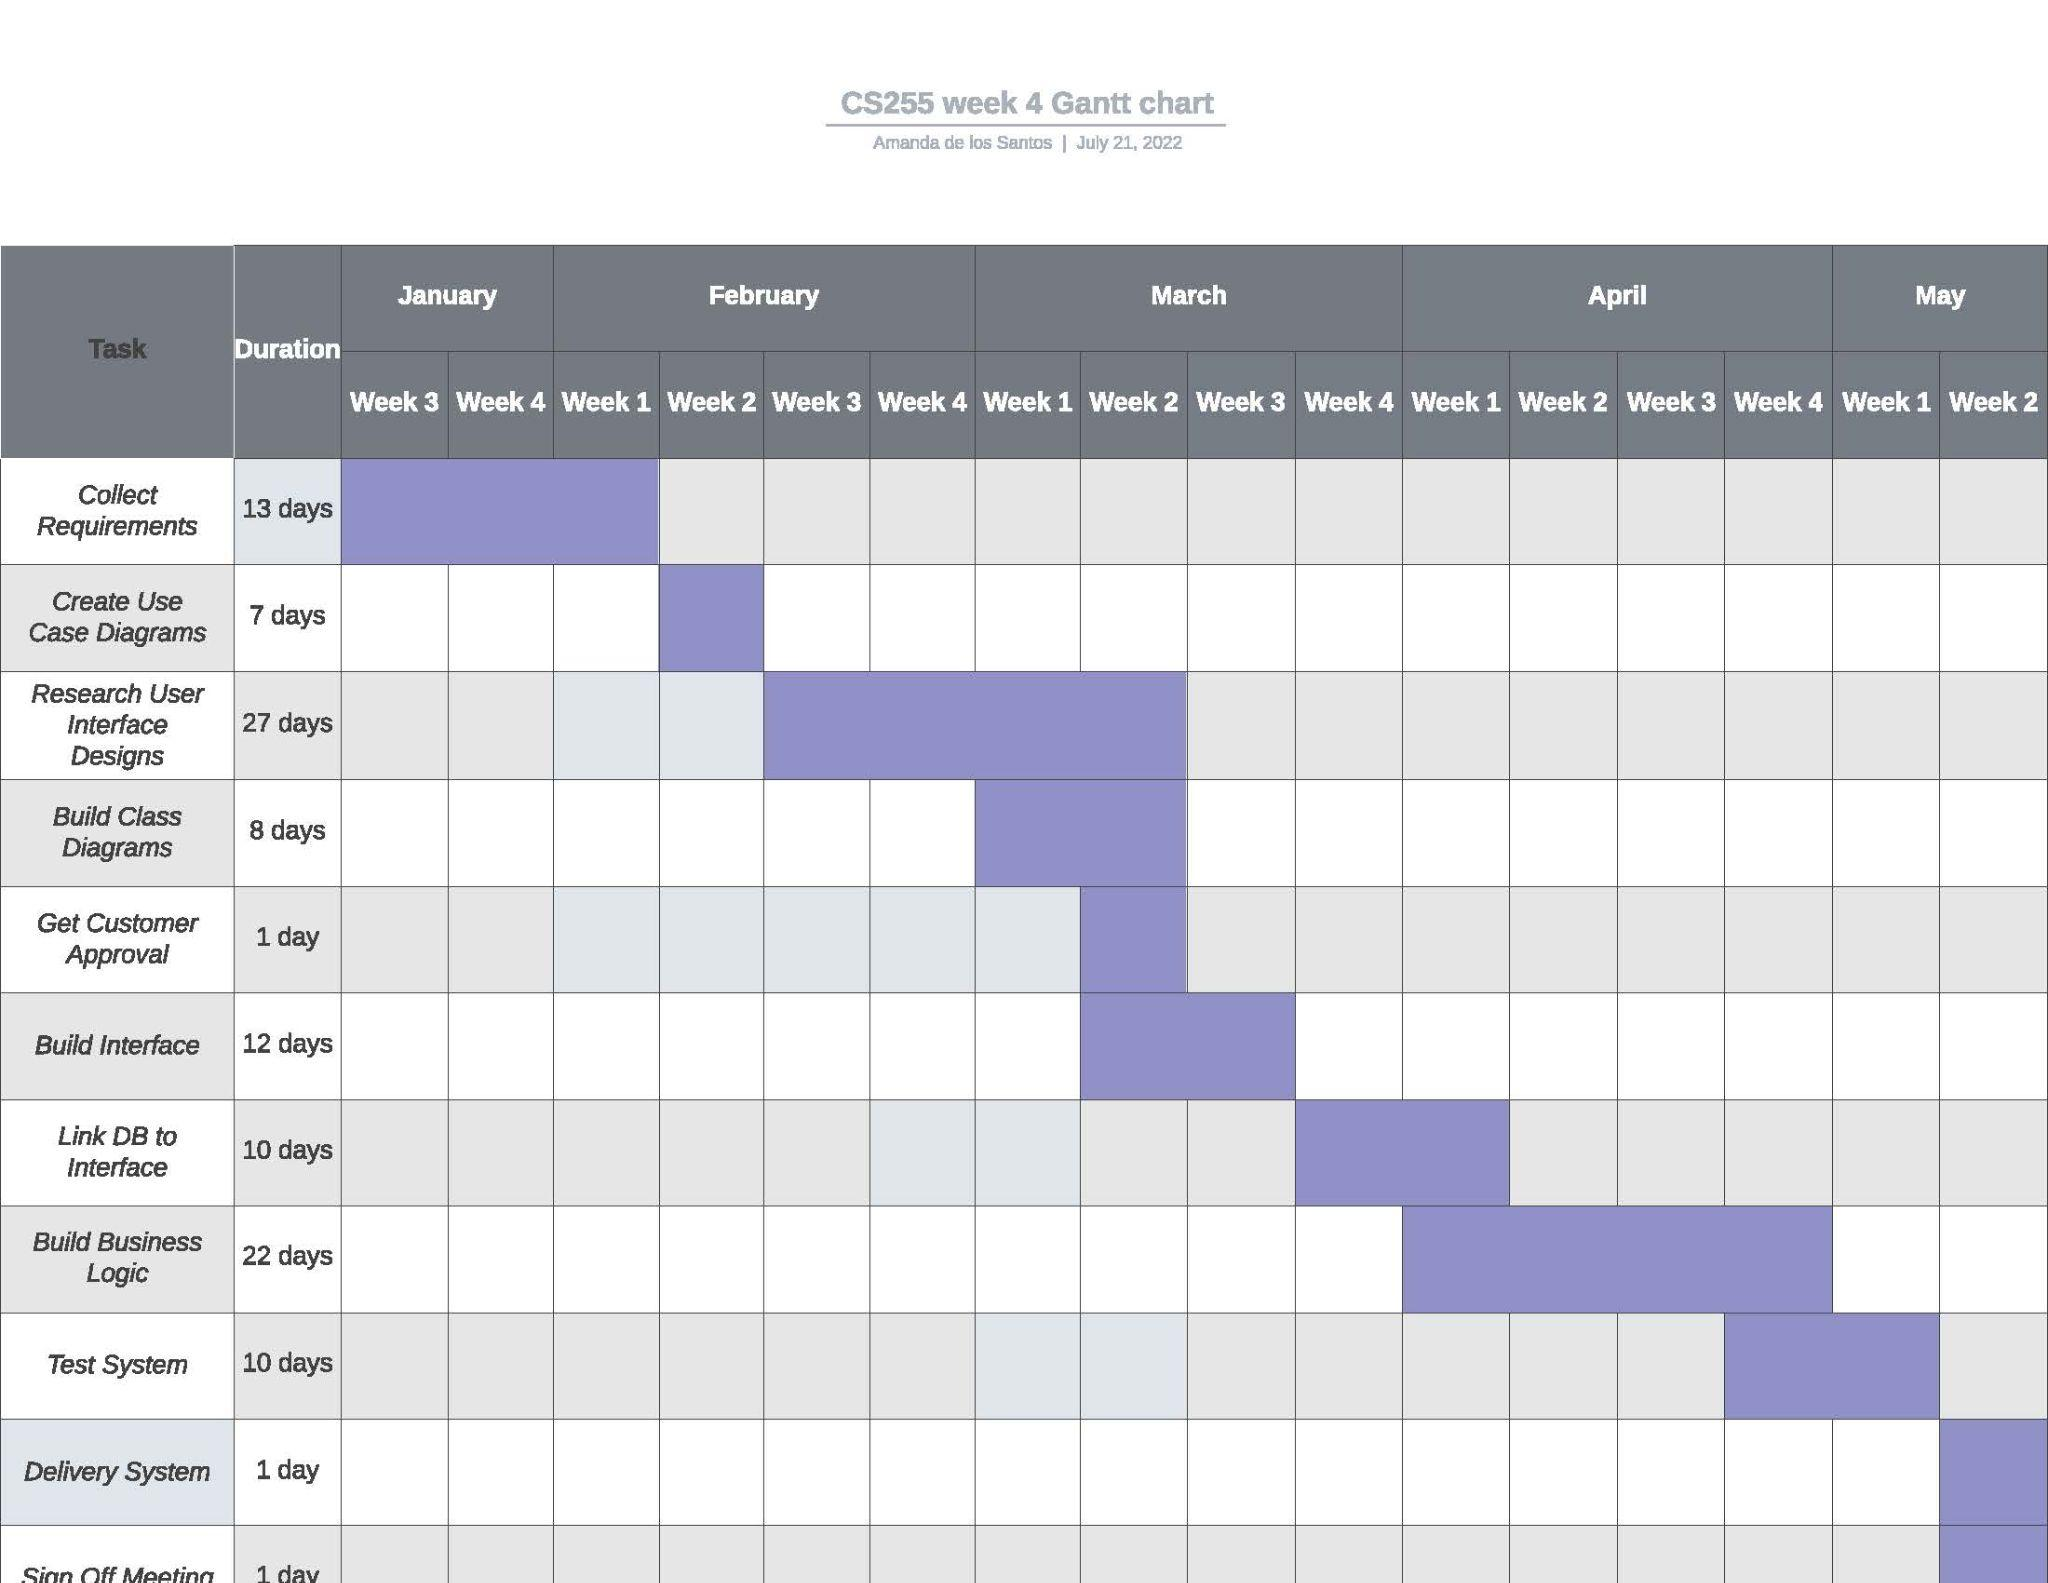 CS255 week 4 Gantt chart
Amanda de los Santos | July 21, 2022
Task Duration January February March April May
Week 3 Week 4 Week 1 Week 2 Week 3 Week 4 Week 1 Week 2 Week 3 Week 4 Week 1 Week 2 Week 3 Week 4 Week 1 Week 2
Collect
Requirements
13 days
Create Use
Case Diagrams
7 days
Research User
Interface
Designs
27 days
Build Class
Diagrams
8 days
Get Customer
Approval
1 day
Build Interface
12 days
Link DB to
Interface
10 days
Build Business
Logic
22 days
Test System
10 days
Delivery System
1 day
Sign Off Meeting
1 day